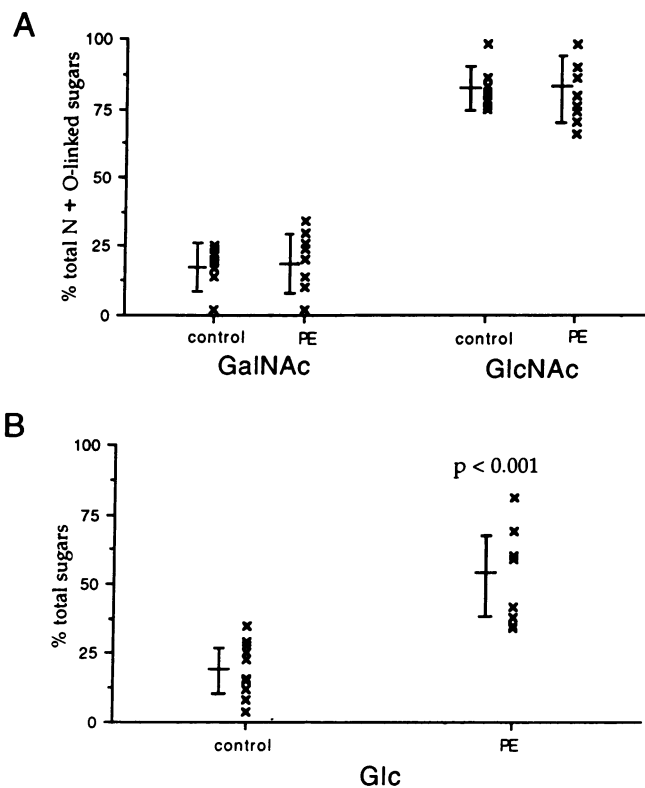 A
% total N + O-linked sugars
100
75
50
25
0
control PE control PE
GalNAc GlcNAc
B
% total sugars
100
75
50
25
0
p < 0.001
control PE
Glc